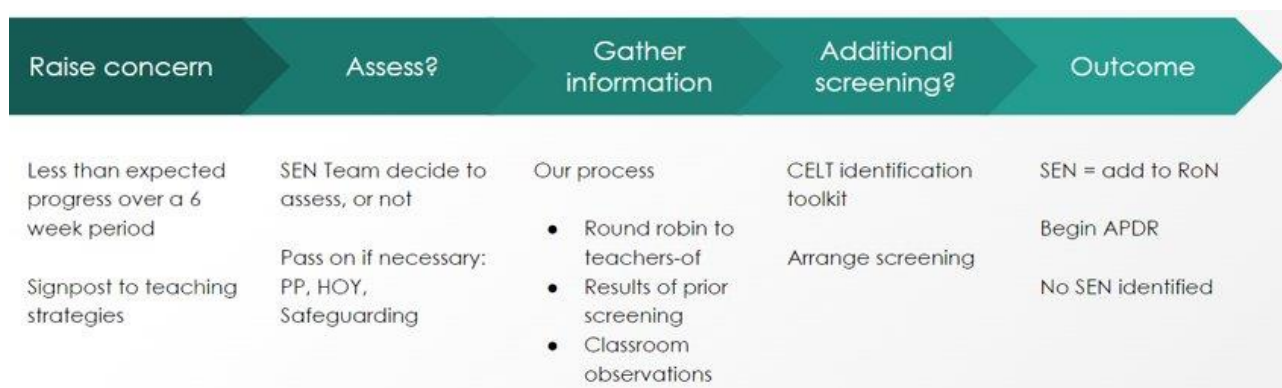 Raise concern
Assess?
Gather
information
Additional
screening?
Outcome
Less than expected
progress over a 6
week period
Signpost to teaching
strategies
SEN Team decide to
assess, or not
Pass on if necessary:
PP, HOY,
Safeguarding
Our process
● Round robin to
teachers-of
● Results of prior
screening
● Classroom
observations
CELT identification
toolkit
Arrange screening
SEN = add to RoN
Begin APDR
No SEN identified